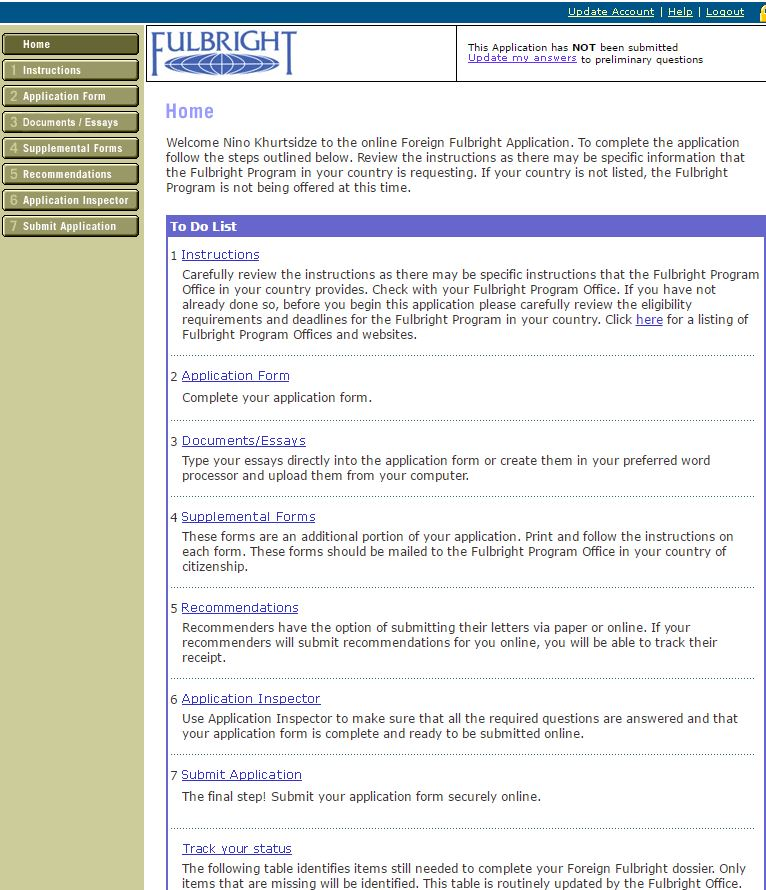 Update Account | Help | Logout
Home
1 Instructions
2 Application Form
3 Documents / Essays
4 Supplemental Forms
5 Recommendations
6 Application Inspector
7 Submit Application
FULBRIGHT
This Application has NOT been submitted
Update my answers to preliminary questions
Home
Welcome Nino Khurtsidze to the online Foreign Fulbright Application. To complete the application
follow the steps outlined below. Review the instructions as there may be specific information that
the Fulbright Program in your country is requesting. If your country is not listed, the Fulbright
Program is not being offered at this time.
To Do List
1 Instructions
Carefully review the instructions as there may be specific instructions that the Fulbright Program
Office in your country provides. Check with your Fulbright Program Office. If you have not
already done so, before you begin this application please carefully review the eligibility
requirements and deadlines for the Fulbright Program in your country. Click here for a listing of
Fulbright Program Offices and websites.
2 Application Form
Complete your application form.
3 Documents/Essays
Type your essays directly into the application form or create them in your preferred word
processor and upload them from your computer.
4 Supplemental Forms
These forms are an additional portion of your application. Print and follow the instructions on
each form. These forms should be mailed to the Fulbright Program Office in your country of
citizenship.
5 Recommendations
Recommenders have the option of submitting their letters via paper or online. If your
recommenders will submit recommendations for you online, you will be able to track their
receipt.
6 Application Inspector
Use Application Inspector to make sure that all the required questions are answered and that
your application form is complete and ready to be submitted online.
7 Submit Application
The final step! Submit your application form securely online.
Track your status
The following table identifies items still needed to complete your Foreign Fulbright dossier. Only
items that are missing will be identified. This table is routinely updated by the Fulbright Office.